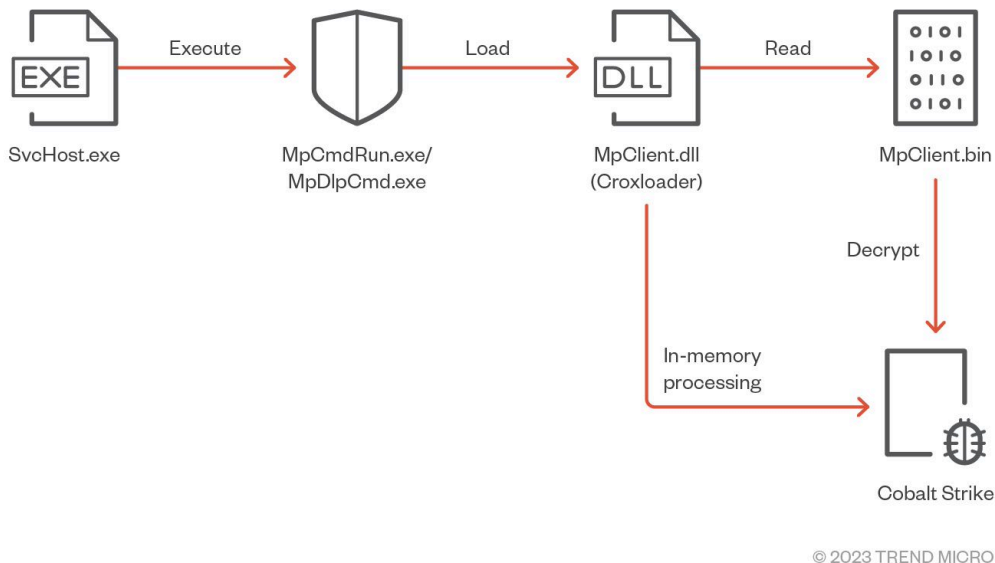 Execute
Load
Read
EXE
DLL
0101
1010
0110
0101
SvcHost.exe
MpCmdRun.exe/
MpDlpCmd.exe
MpClient.dll
(Croxloader)
MpClient.bin
Decrypt
In-memory
processing
Cobalt Strike
© 2023 TREND MICRO